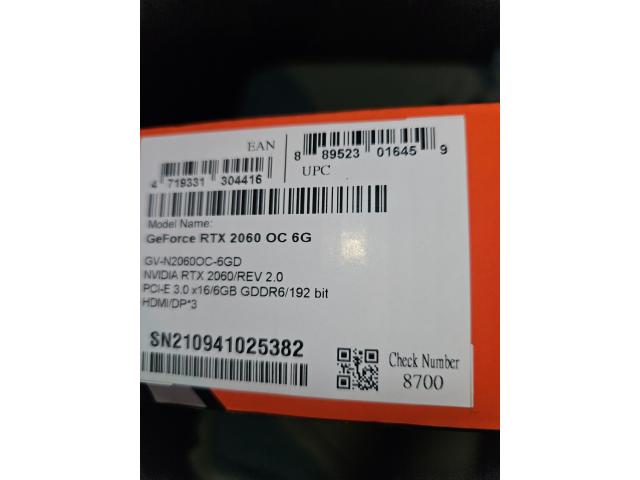 EAN
4 719331 304416
8 89523 01645 9
UPC
Model Name:
GeForce RTX 2060 OC 6G
GV-N2060OC-6GD
NVIDIA RTX 2060/REV 2.0
PCI-E 3.0 x16/6GB GDDR6/192 bit
HDMI/DP*3
SN210941025382
Check Number
8700